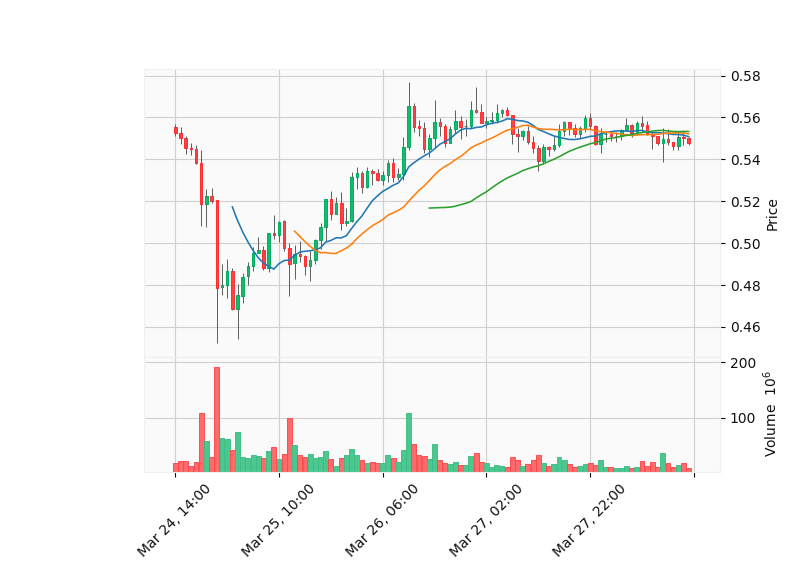 0.58
0.56
0.54
0.52
0.50
0.48
0.46
Price
200
100
Volume 10^6
Mar 24, 14:00
Mar 25, 10:00
Mar 26, 06:00
Mar 27, 02:00
Mar 27, 22:00